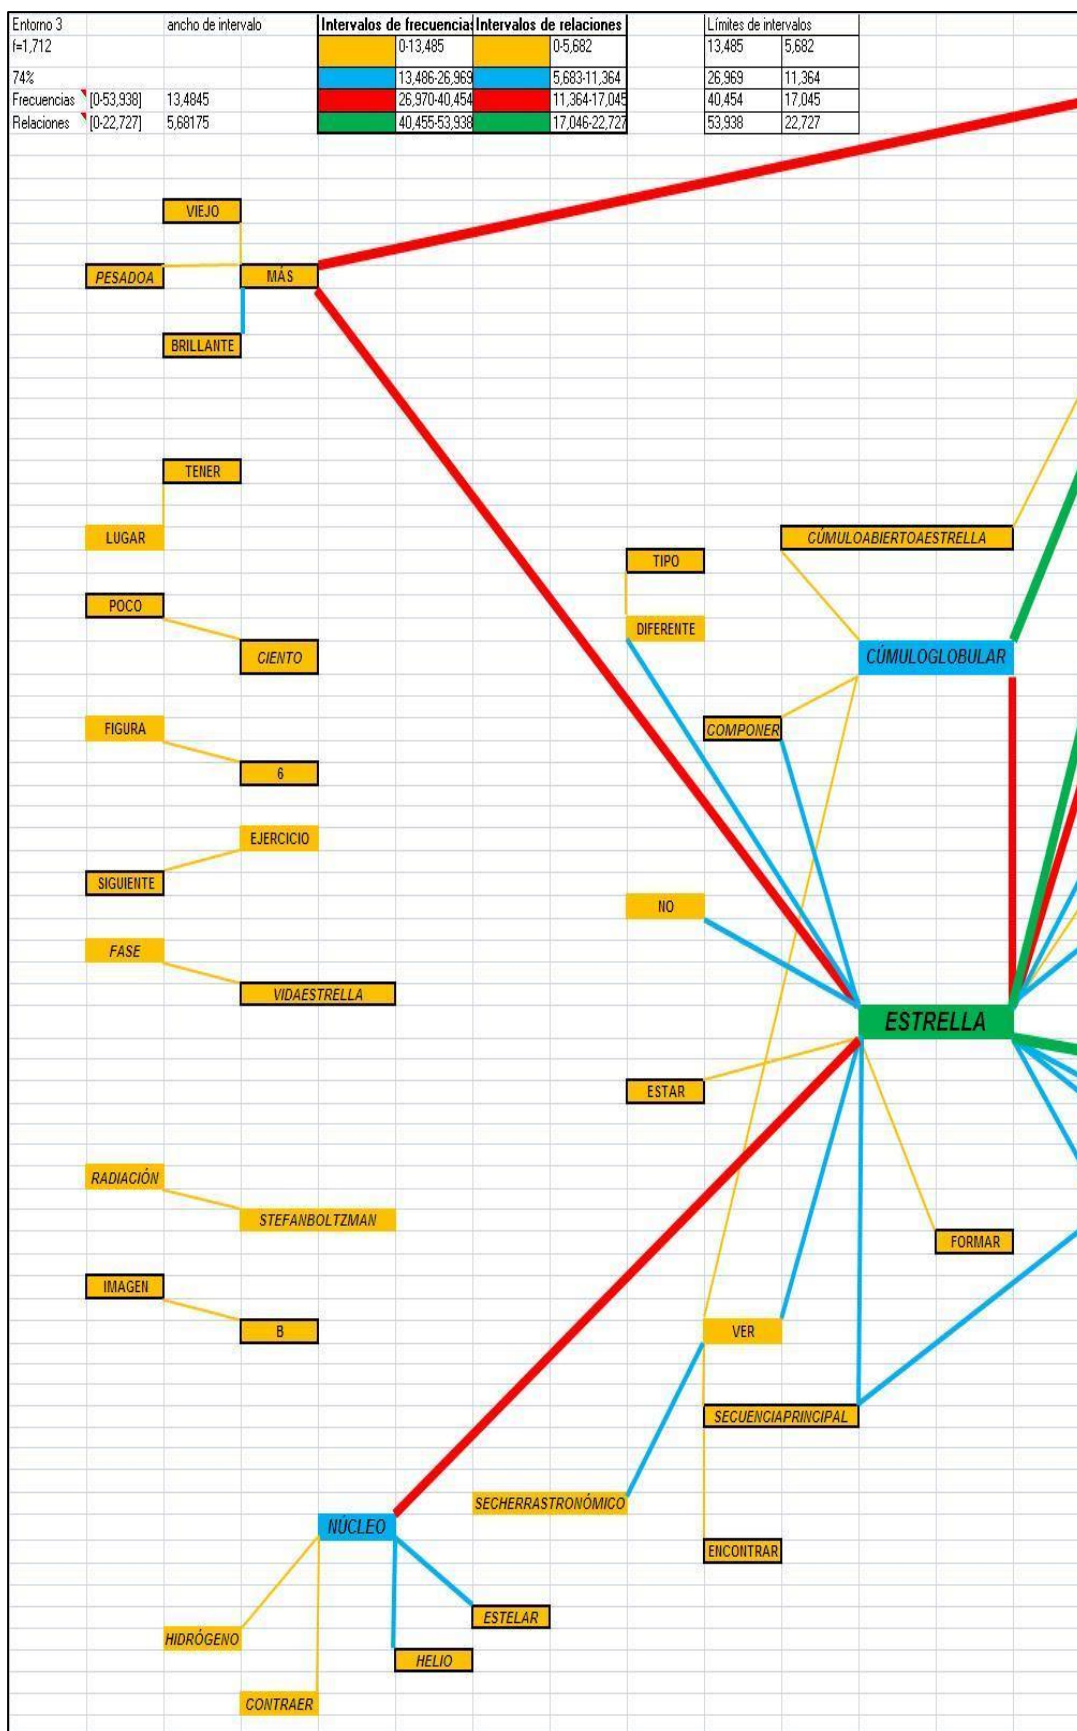 Entorno 3 ancho de intervalo Intervalos de frecuencias Intervalos de relaciones Límites de intervalos
f=1,712 0-13,485 0-5,682 13,485 5,682
74% 13,486-26,969 5,683-11,364 26,969 11,364
Frecuencias [0-53,938] 13,4845 26,970-40,454 11,364-17,045 40,454 17,045
Relaciones [0-22,727] 5,68175 40,455-53,938 17,046-22,727 53,938 22,727
VIEJO
PESADOA MÁS
BRILLANTE
TENER
LUGAR CÚMULOABIERTOAESTRELLA
TIPO
POCO
DIFERENTE
CIENTO CÚMULOGLOBULAR
FIGURA COMPONER
6
EJERCICIO
SIGUIENTE
NO
FASE
VIDAESTRELLA
ESTRELLA
ESTAR
RADIACIÓN
STEFANBOLTZMAN
FORMAR
IMAGEN
B VER
SECUENCIAPRINCIPAL
SECHERRASTRONÓMICO
NÚCLEO
ENCONTRAR
ESTELAR
HIDRÓGENO
HELIO
CONTRAER